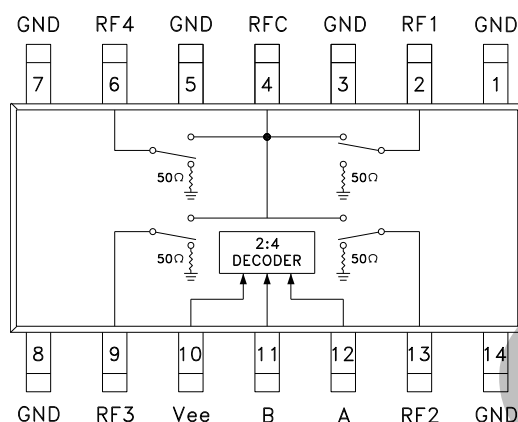 GND RF4 GND RFC GND RF1 GND
7 6 5 4 3 2 1
50Ω 50Ω
2:4
DECODER
50Ω 50Ω
8 9 10 11 12 13 14
GND RF3 Vee B A RF2 GND